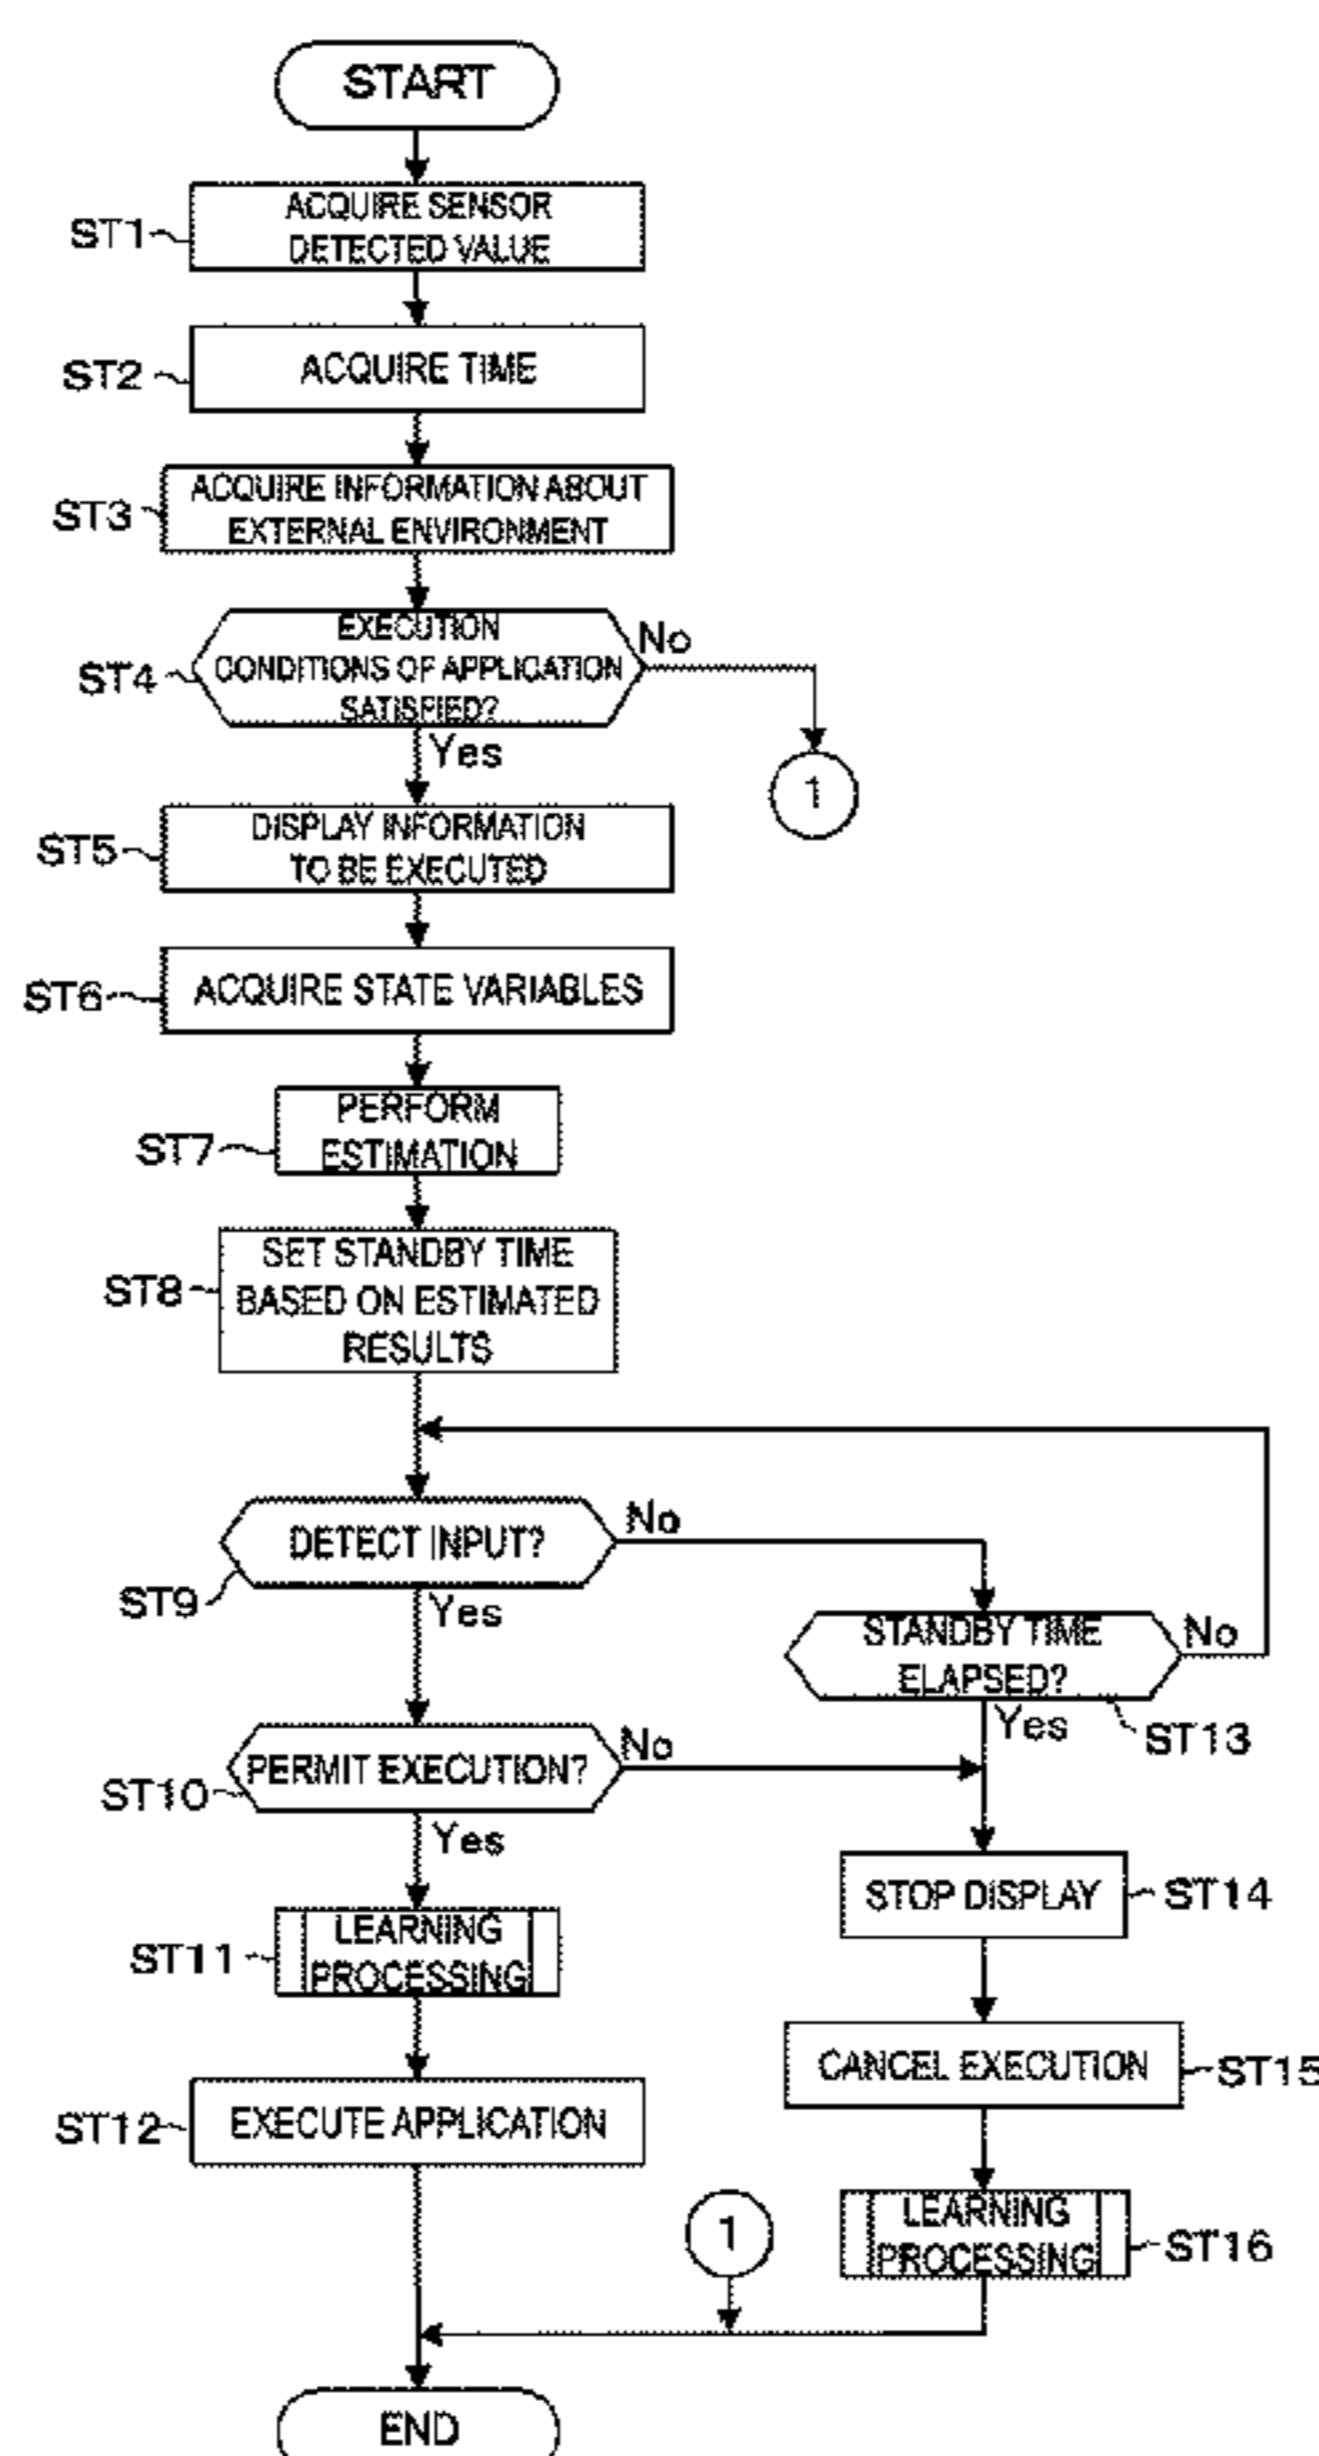 START
ACQUIRE SENSOR
DETECTED VALUE
ST1
ACQUIRE TIME
ST2
ACQUIRE INFORMATION ABOUT
EXTERNAL ENVIRONMENT
ST3
EXECUTION
CONDITIONS OF APPLICATION
SATISFIED?
ST4
No
Yes
1
DISPLAY INFORMATION
TO BE EXECUTED
ST5
ACQUIRE STATE VARIABLES
ST6
PERFORM
ESTIMATION
ST7
SET STANDBY TIME
BASED ON ESTIMATED
RESULTS
ST8
DETECT INPUT?
No
ST9
Yes
STANDBY TIME
ELAPSED?
No
Yes
ST13
PERMIT EXECUTION?
No
ST10
Yes
STOP DISPLAY
ST14
LEARNING
PROCESSING
ST11
CANCEL EXECUTION
ST15
EXECUTE APPLICATION
ST12
LEARNING
PROCESSING
ST16
1
END